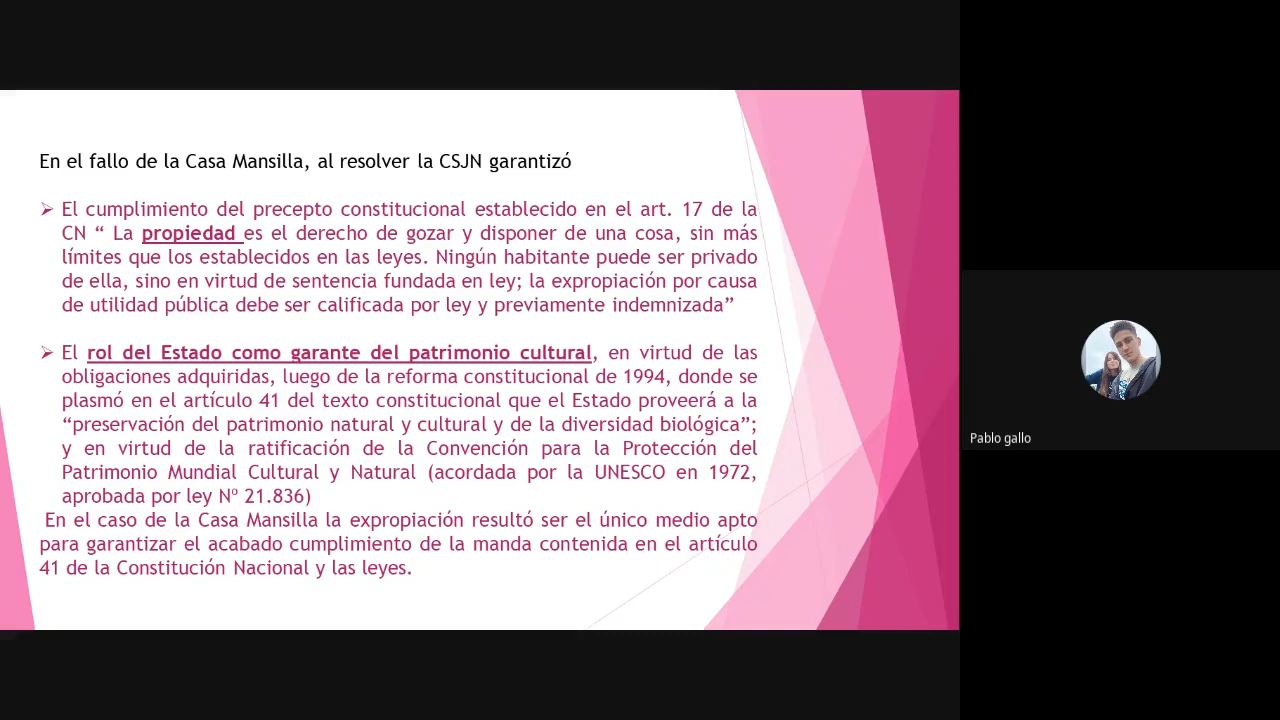 En el fallo de la Casa Mansilla, al resolver la CSJN garantizó
➢ El cumplimiento del precepto constitucional establecido en el art. 17 de la
CN “ La propiedad es el derecho de gozar y disponer de una cosa, sin más
límites que los establecidos en las leyes. Ningún habitante puede ser privado
de ella, sino en virtud de sentencia fundada en ley; la expropiación por causa
de utilidad pública debe ser calificada por ley y previamente indemnizada”
➢ El rol del Estado como garante del patrimonio cultural, en virtud de las
obligaciones adquiridas, luego de la reforma constitucional de 1994, donde se
plasmó en el artículo 41 del texto constitucional que el Estado proveerá a la
“preservación del patrimonio natural y cultural y de la diversidad biológica”;
y en virtud de la ratificación de la Convención para la Protección del
Patrimonio Mundial Cultural y Natural (acordada por la UNESCO en 1972,
aprobada por ley Nº 21.836)
En el caso de la Casa Mansilla la expropiación resultó ser el único medio apto
para garantizar el acabado cumplimiento de la manda contenida en el artículo
41 de la Constitución Nacional y las leyes.
Pablo gallo